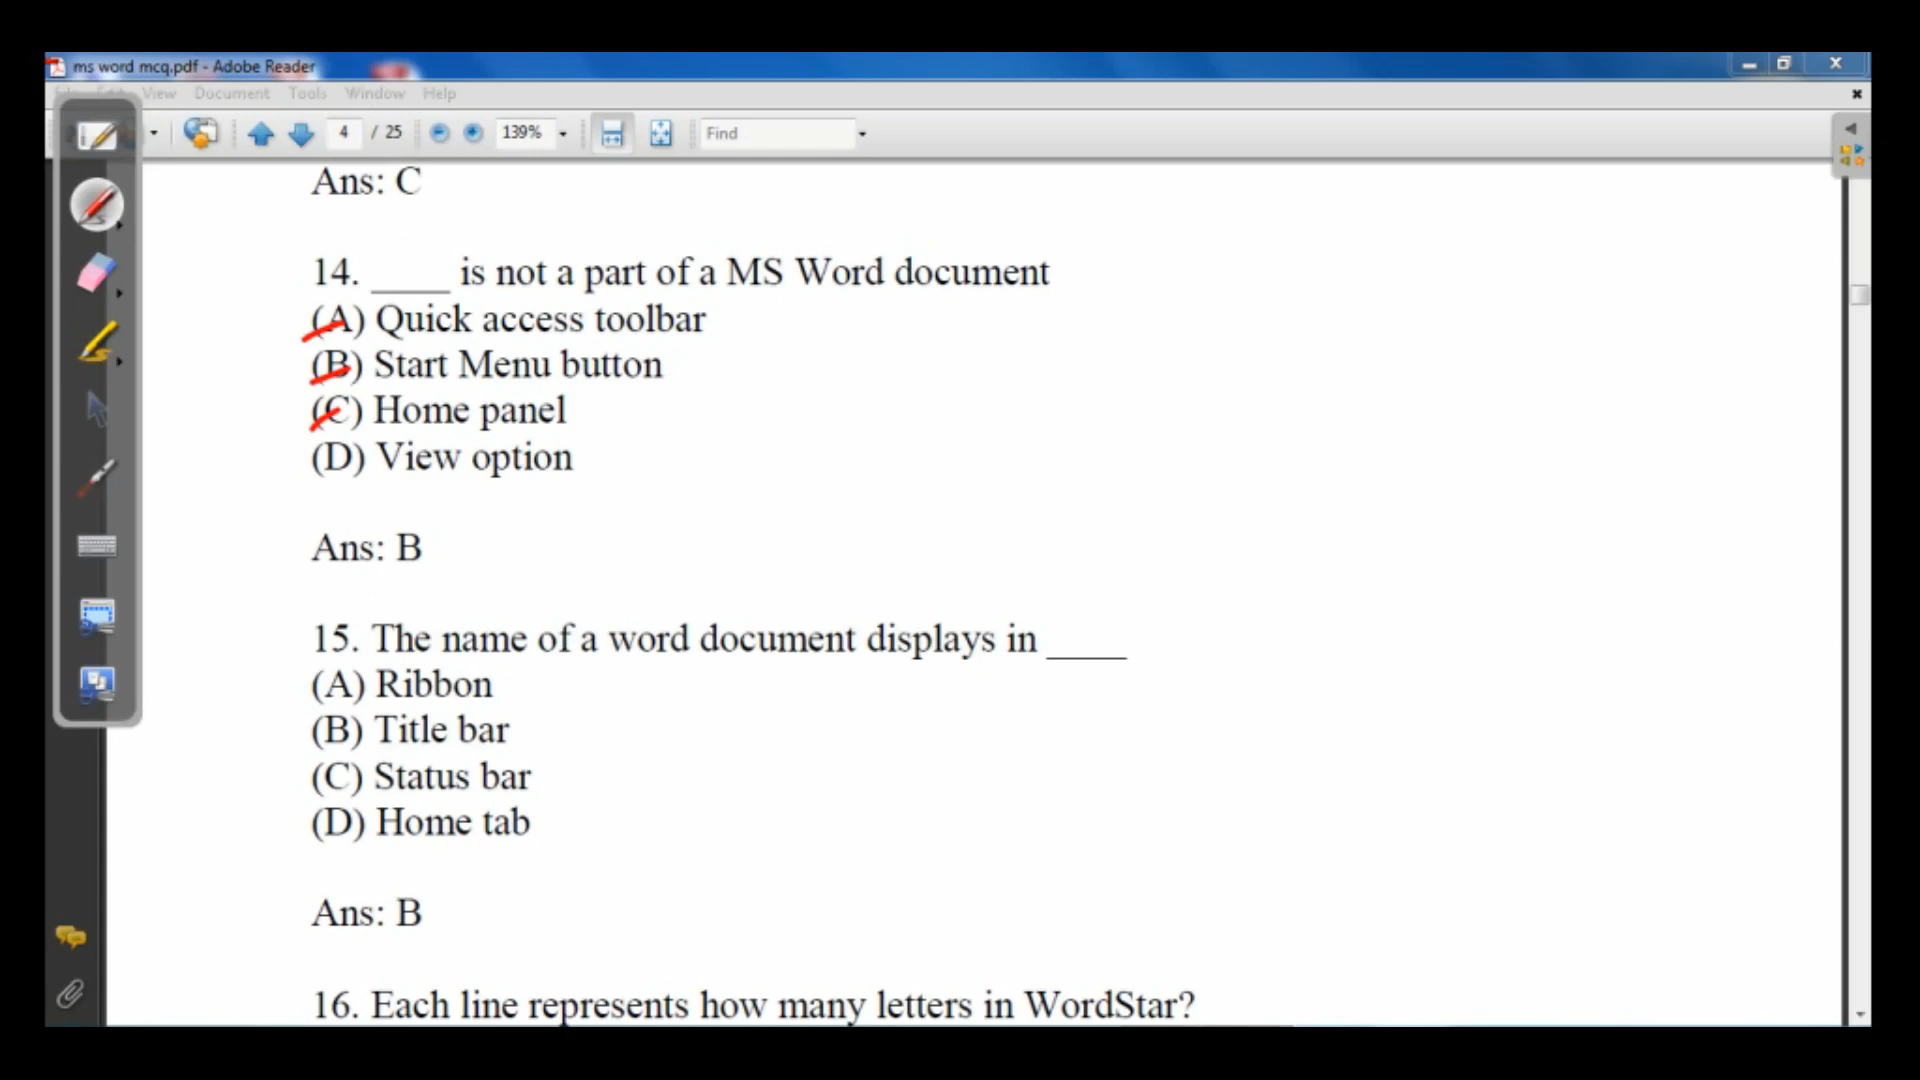 ms word mcq.pdf - Adobe Reader
View Document Tools Window Help
4 / 25 139% Find
Ans: C
14. ____ is not a part of a MS Word document
(A) Quick access toolbar
(B) Start Menu button
(C) Home panel
(D) View option
Ans: B
15. The name of a word document displays in ____
(A) Ribbon
(B) Title bar
(C) Status bar
(D) Home tab
Ans: B
16. Each line represents how many letters in WordStar?